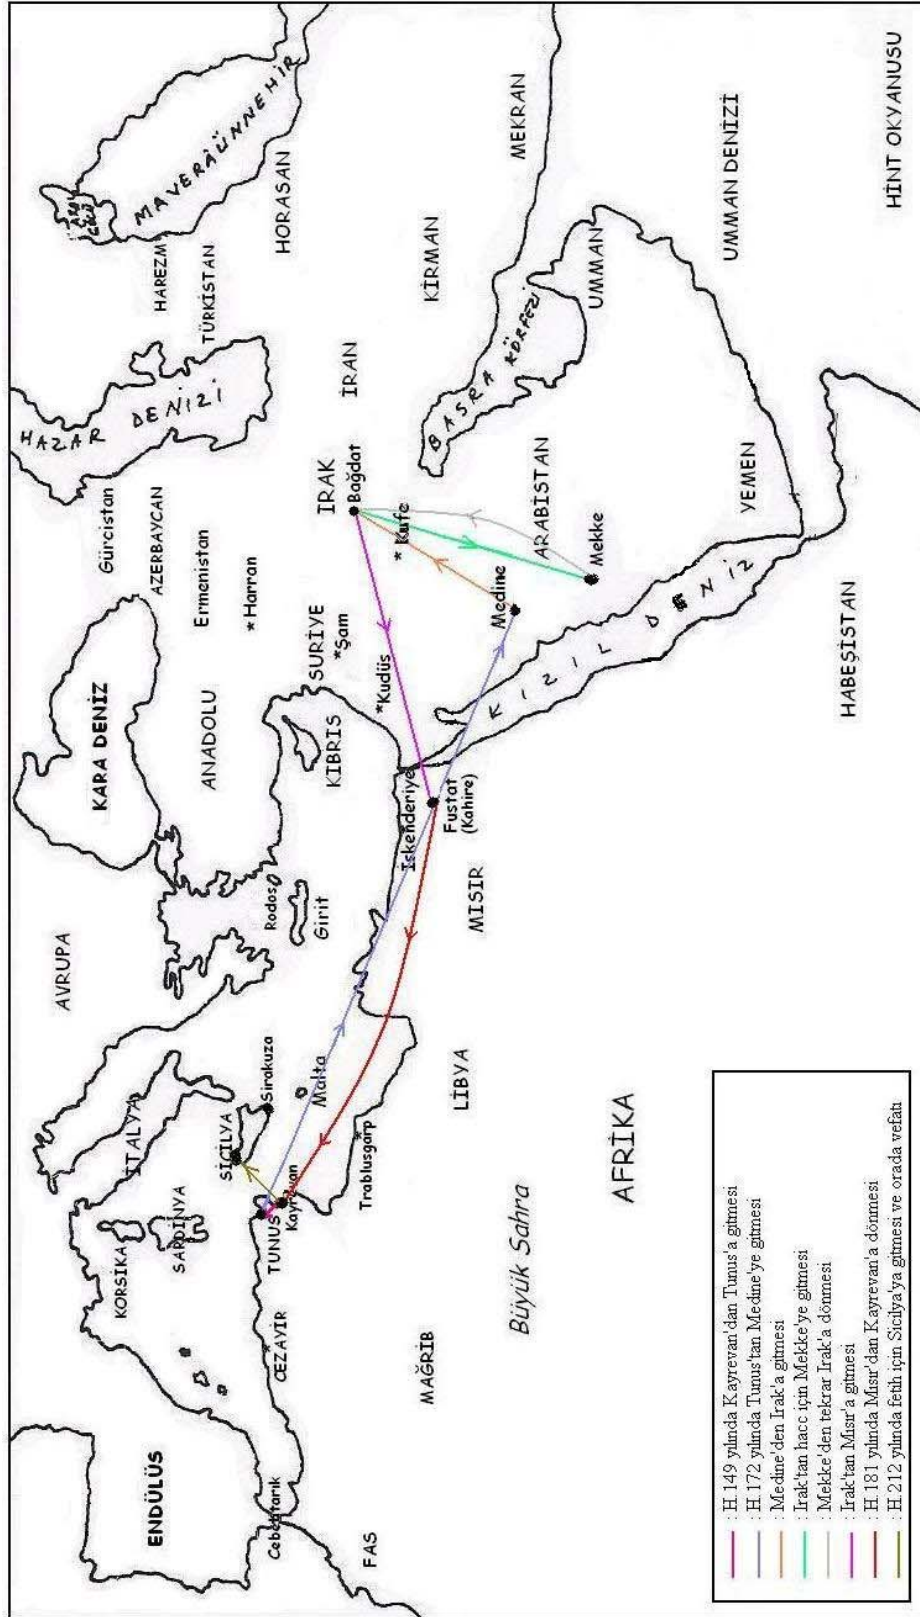 ENDÜLÜS
Cebelitarık
FAS
KORSİKA
SARDİNYA
İTALYA
AVRUPA
SİCİLYA
Sirakuza
Malta
TUNUS
Kayrevan
CEZAYİR
Trablusgarp
MAĞRİB
Büyük Sahra
LİBYA
AFRİKA
Rodos
Girit
KARA DENİZ
ANADOLU
KIBRIS
İskenderiye
Fustat
(Kahire)
MISIR
SURİYE
*Şam
*Kudüs
Gürcistan
AZERBAYCAN
Ermenistan
*Harran
HAZAR DENİZİ
IRAK
Bağdat
* Kufe
Medine
Mekke
ARABİSTAN
KIZIL DENİZ
HABEŞİSTAN
YEMEN
İRAN
BASRA KÖRFEZİ
KİRMAN
UMMAN
UMMAN DENİZİ
MEKRAN
HİNT OKYANUSU
HAREZM
TÜRKİSTAN
HORASAN
MAVERAÜNNEHİR
: H.149 yılında Kayrevan'dan Tunus'a gitmesi
: H.172 yılında Tunus'tan Medine'ye gitmesi
: Medine'den Irak'a gitmesi
: Irak'tan hacc için Mekke'ye gitmesi
: Mekke'den tekrar Irak'a dönmesi
: Irak'tan Mısır'a gitmesi
: H.181 yılında Mısır'dan Kayrevan'a dönmesi
: H.212 yılında fetih için Sicilya'ya gitmesi ve orada vefatı